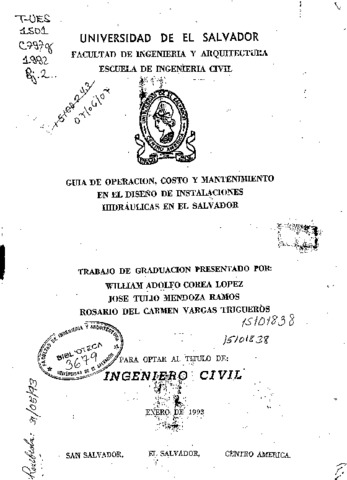 T-UES
1501
1992
UNIVERSIDAD DE EL SALVADOR
FACULTAD DE INGENIERIA Y ARQUITECTURA
ESCUELA DE INGENIERIA CIVIL
GUIA DE OPERACION, COSTO Y MANTENIMIENTO
EN EL DISEÑO DE INSTALACIONES
HIDRÁULICAS EN EL SALVADOR
TRABAJO DE GRADUACION PRESENTADO POR:
WILLIAM ADOLFO COREA LOPEZ
JOSE TULIO MENDOZA RAMOS
ROSARIO DEL CARMEN VARGAS TRIGUEROS
15101838
15101838
BIBLIOTECA
3679
PARA OPTAR AL TITULO DE:
INGENIERO CIVIL
ENERO DE 1993
SAN SALVADOR, EL SALVADOR, CENTRO AMERICA.